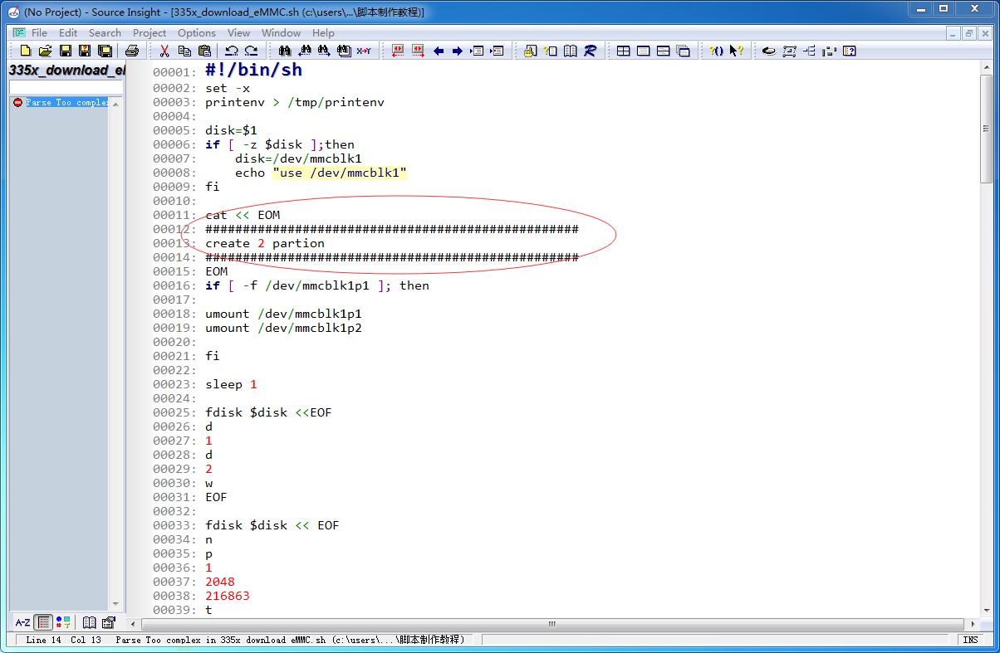 (No Project) - Source Insight - [335x_download_eMMC.sh (c:\users\...\脚本制作教程)]
File Edit Search Project Options View Window Help
335x_download_el
Parse Too complex
00001: #!/bin/sh
00002: set -x
00003: printenv > /tmp/printenv
00004:
00005: disk=$1
00006: if [ -z $disk ];then
00007:     disk=/dev/mmcblk1
00008:     echo "use /dev/mmcblk1"
00009: fi
00010:
00011: cat << EOM
00012: ##################################################
00013: create 2 partion
00014: ##################################################
00015: EOM
00016: if [ -f /dev/mmcblk1p1 ]; then
00017:
00018: umount /dev/mmcblk1p1
00019: umount /dev/mmcblk1p2
00020:
00021: fi
00022:
00023: sleep 1
00024:
00025: fdisk $disk <<EOF
00026: d
00027: 1
00028: d
00029: 2
00030: w
00031: EOF
00032:
00033: fdisk $disk << EOF
00034: n
00035: p
00036: 1
00037: 2048
00038: 216863
00039: t
A-Z
Line 14 Col 13 Parse Too complex in 335x_download_eMMC.sh (c:\users\...\脚本制作教程) INS